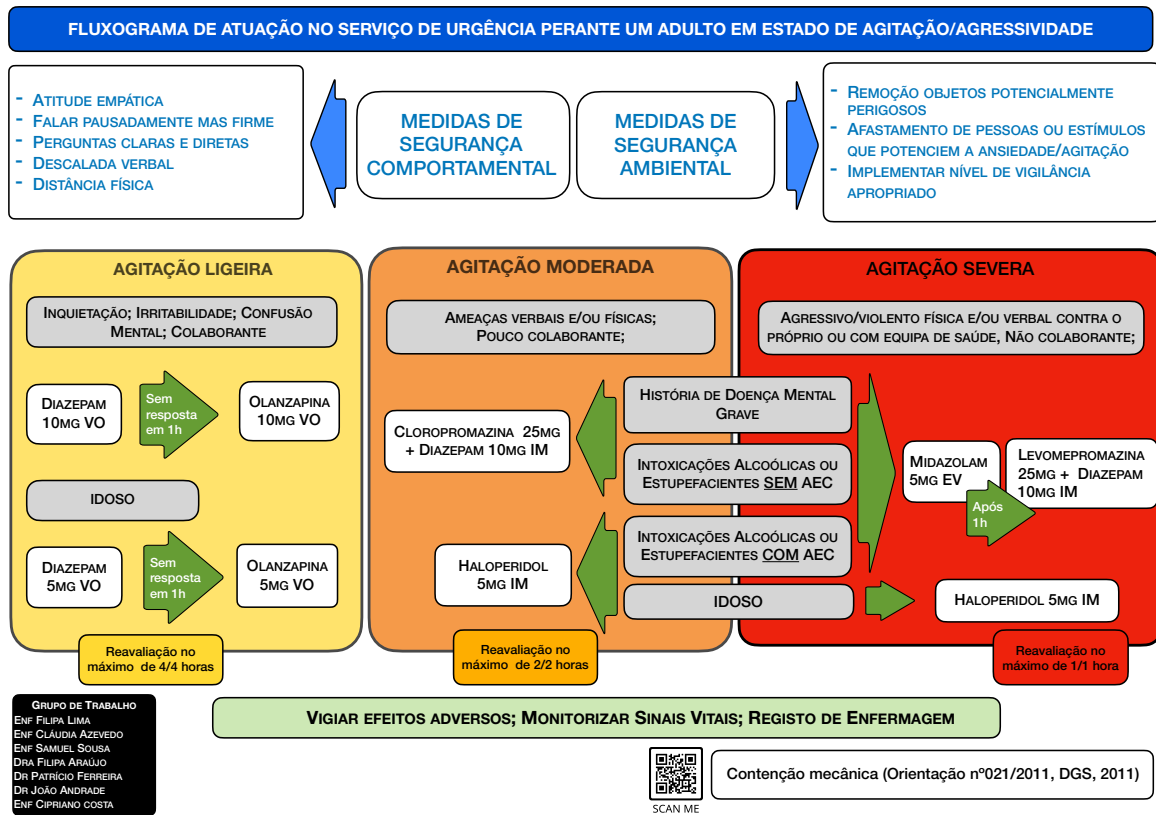 FLUXOGRAMA DE ATUAÇÃO NO SERVIÇO DE URGÊNCIA PERANTE UM ADULTO EM ESTADO DE AGITAÇÃO/AGRESSIVIDADE
- ATITUDE EMPÁTICA
- FALAR PAUSADAMENTE MAS FIRME
- PERGUNTAS CLARAS E DIRETAS
- DESCALADA VERBAL
- DISTÂNCIA FÍSICA
MEDIDAS DE
SEGURANÇA
COMPORTAMENTAL
MEDIDAS DE
SEGURANÇA
AMBIENTAL
- REMOÇÃO OBJETOS POTENCIALMENTE
PERIGOSOS
- AFASTAMENTO DE PESSOAS OU ESTÍMULOS
QUE POTENCIEM A ANSIEDADE/AGITAÇÃO
- IMPLEMENTAR NÍVEL DE VIGILÂNCIA
APROPRIADO
AGITAÇÃO LIGEIRA
INQUIETAÇÃO; IRRITABILIDADE; CONFUSÃO
MENTAL; COLABORANTE
DIAZEPAM
10MG VO
Sem
resposta
em 1h
OLANZAPINA
10MG VO
IDOSO
DIAZEPAM
5MG VO
Sem
resposta
em 1h
OLANZAPINA
5MG VO
Reavaliação no
máximo de 4/4 horas
AGITAÇÃO MODERADA
AMEAÇAS VERBAIS E/OU FÍSICAS;
POUCO COLABORANTE;
CLOROPROMAZINA 25MG
+ DIAZEPAM 10MG IM
HALOPERIDOL
5MG IM
HISTÓRIA DE DOENÇA MENTAL
GRAVE
INTOXICAÇÕES ALCOÓLICAS OU
ESTUPEFACIENTES SEM AEC
INTOXICAÇÕES ALCOÓLICAS OU
ESTUPEFACIENTES COM AEC
IDOSO
Reavaliação no
máximo de 2/2 horas
AGITAÇÃO SEVERA
AGRESSIVO/VIOLENTO FÍSICA E/OU VERBAL CONTRA O
PRÓPRIO OU COM EQUIPA DE SAÚDE, NÃO COLABORANTE;
MIDAZOLAM
5MG EV
Após
1h
LEVOMEPROMAZINA
25MG + DIAZEPAM
10MG IM
HALOPERIDOL 5MG IM
Reavaliação no
máximo de 1/1 hora
GRUPO DE TRABALHO
ENF FILIPA LIMA
ENF CLÁUDIA AZEVEDO
ENF SAMUEL SOUSA
DRA FILIPA ARAÚJO
DR PATRÍCIO FERREIRA
DR JOÃO ANDRADE
ENF CIPRIANO COSTA
VIGIAR EFEITOS ADVERSOS; MONITORIZAR SINAIS VITAIS; REGISTO DE ENFERMAGEM
SCAN ME
Contenção mecânica (Orientação nº021/2011, DGS, 2011)